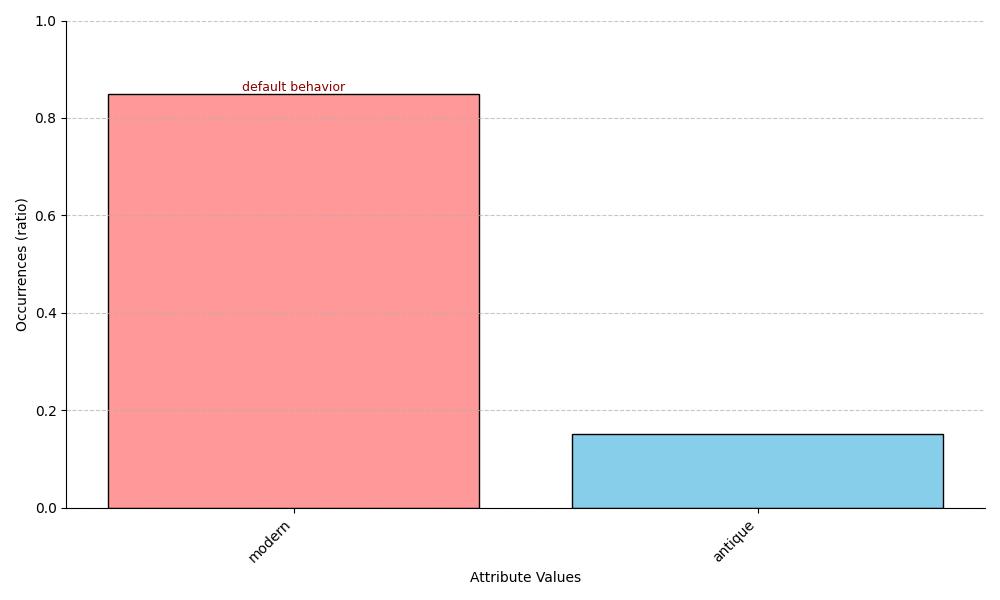 1.0
default behavior
0.8
0.6
0.4
0.2
0.0
Occurrences (ratio)
modern
antique
Attribute Values